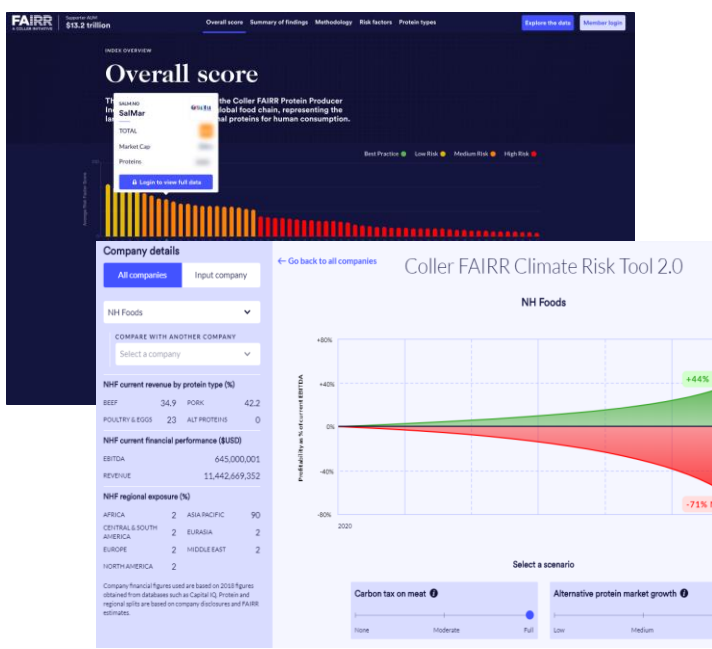 FAIRR
A COLLER INITIATIVE
Supporter AUM
$13.2 trillion
Overall score Summary of findings Methodology Risk factors Protein types
Explore the data Member login
INDEX OVERVIEW
Overall score
the Coller FAIRR Protein Producer
lobal food chain, representing the
nal proteins for human consumption.
SALM NO
SalMar
TOTAL
Market Cap
Proteins
Login to view full data
Best Practice Low Risk Medium Risk High Risk
100
Average Risk Factor Score
Company details
All companies Input company
NH Foods
COMPARE WITH ANOTHER COMPANY
Select a company
NHF current revenue by protein type (%)
BEEF 34.9 PORK 42.2
POULTRY & EGGS 23 ALT PROTEINS 0
NHF current financial performance ($USD)
EBITDA 645,000,001
REVENUE 11,442,669,352
NHF regional exposure (%)
AFRICA 2 ASIA PACIFIC 90
CENTRAL & SOUTH
AMERICA 2 EURASIA 2
EUROPE 2 MIDDLE EAST 2
NORTH AMERICA 2
Company financial figures used are based on 2018 figures
obtained from databases such as Capital IQ. Protein and
regional splits are based on company disclosures and FAIRR
estimates.
← Go back to all companies
Coller FAIRR Climate Risk Tool 2.0
NH Foods
Profitability as % of current EBITDA
+80%
+40%
0%
-40%
-80%
2020
+44%
-71%
Select a scenario
Carbon tax on meat
None Moderate Full
Alternative protein market growth
Low Medium